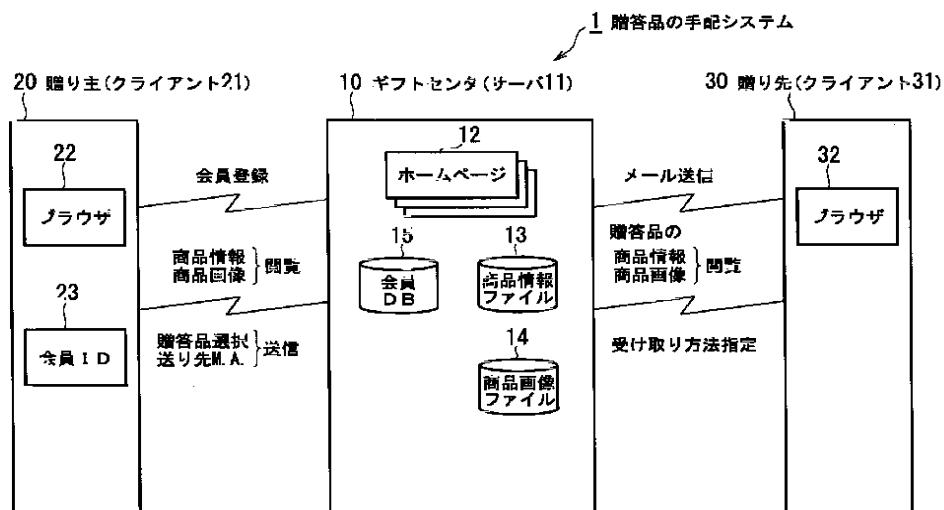 1 贈答品の手配システム
20 贈り主(クライアント21)
10 ギフトセンタ(サーバ11)
30 贈り先(クライアント31)
22
ブラウザ
23
会員ID
会員登録
商品情報
商品画像
閲覧
贈答品選択
送り先M.A.
送信
12
ホームページ
15
会員
DB
13
商品情報
ファイル
14
商品画像
ファイル
メール送信
贈答品の
商品情報
商品画像
閲覧
受け取り方法指定
32
ブラウザ